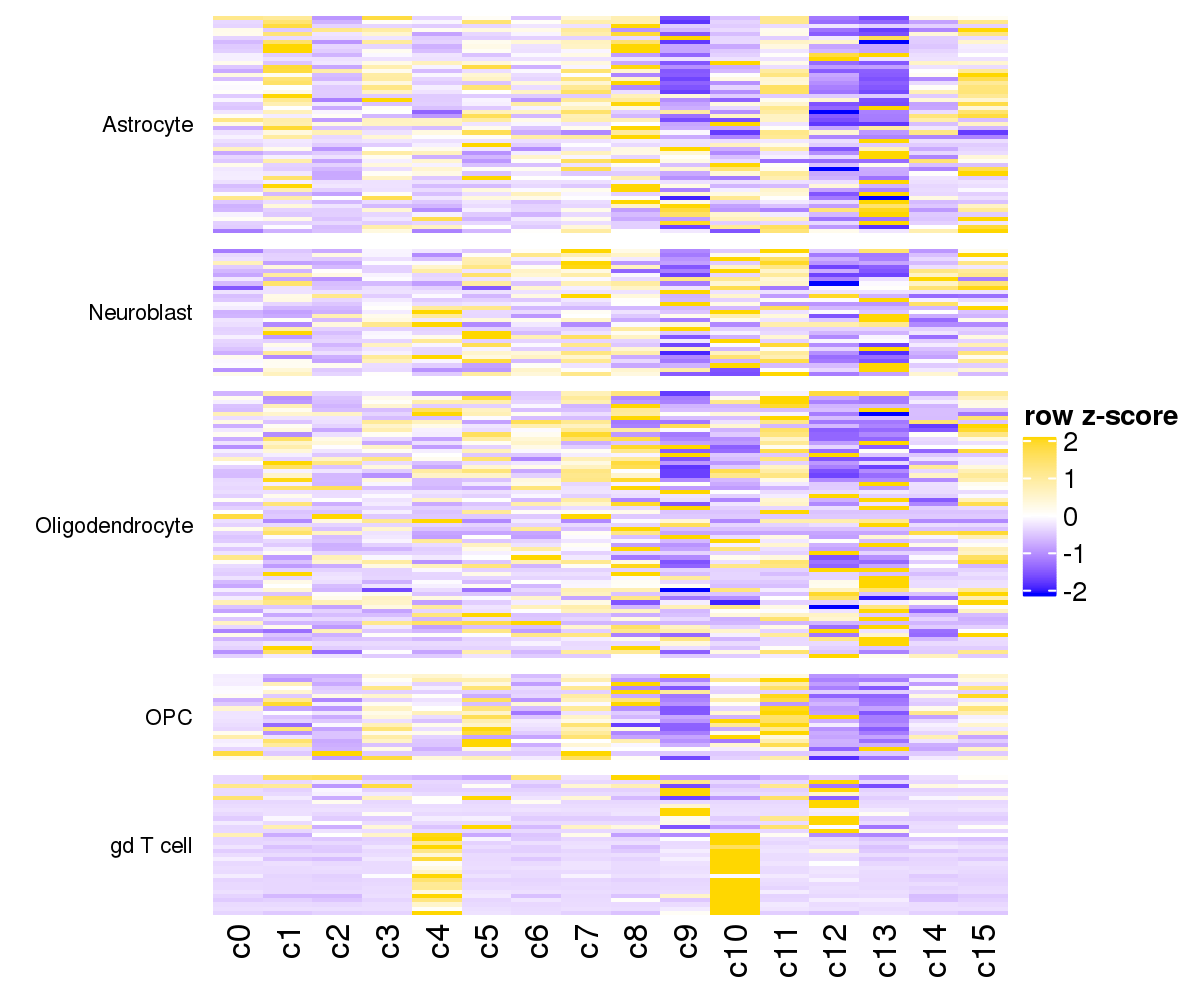 Astrocyte
Neuroblast
Oligodendrocyte
OPC
gd T cell
row z-score
2
1
0
-1
-2
c0 c1 c2 c3 c4 c5 c6 c7 c8 c9 c10 c11 c12 c13 c14 c15